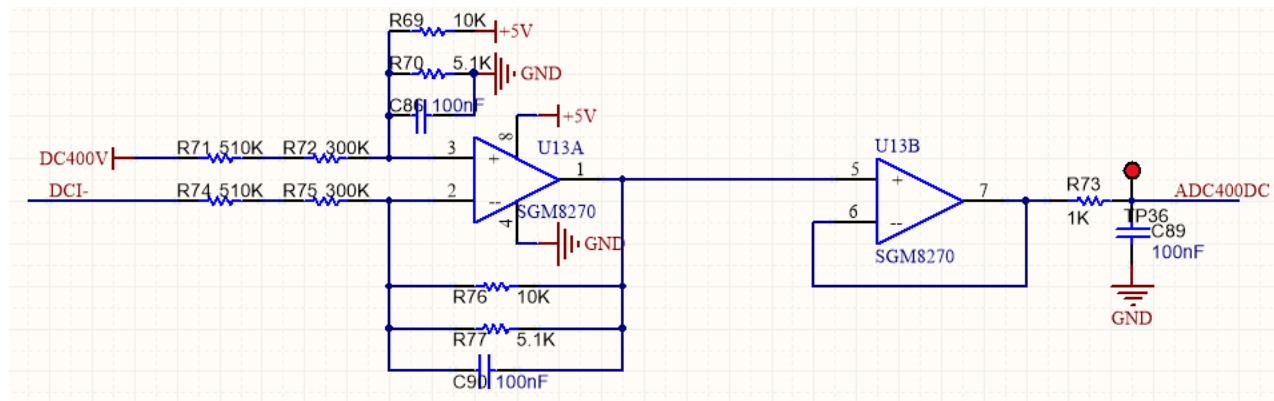 R69 10K +5V
R70 5.1K GND
C86 100nF
+5V
8
U13A
DC400V R71 510K R72 300K 3 + 1
DCI- R74 510K R75 300K 2 --
SGM8270
4
GND
R76 10K
R77 5.1K
C90 100nF
U13B
5 + 7
6 --
SGM8270
R73
1K
ADC400DC
TP36
C89
100nF
GND